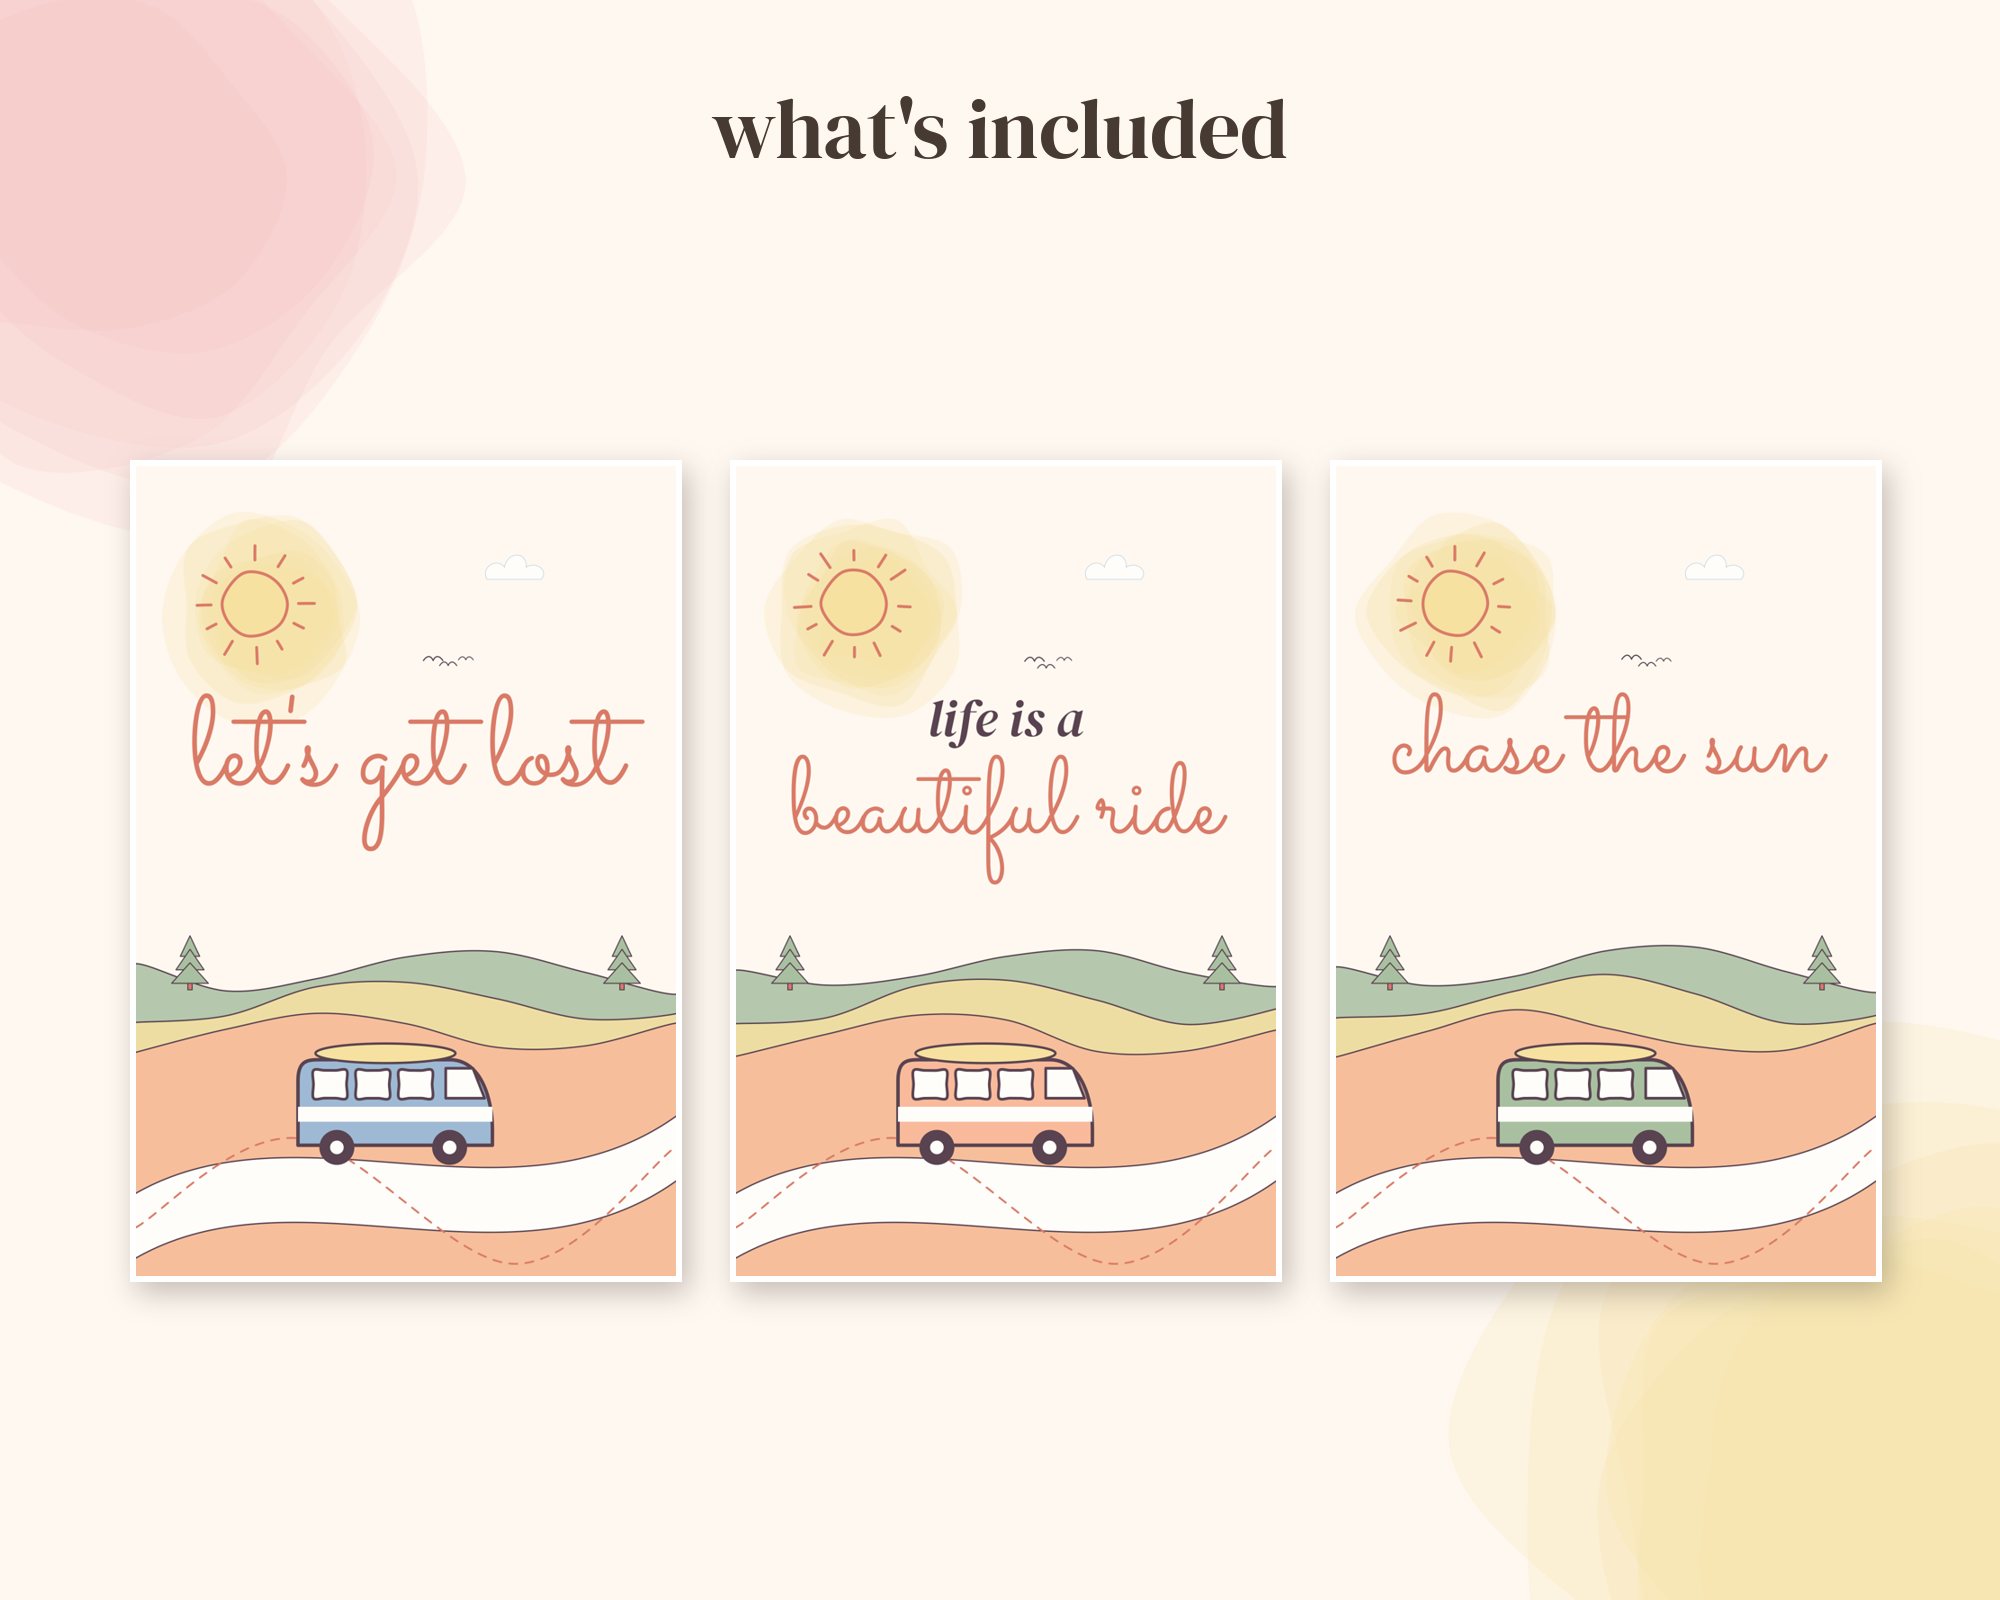 what's included
let's get lost
life is a
beautiful ride
chase the sun